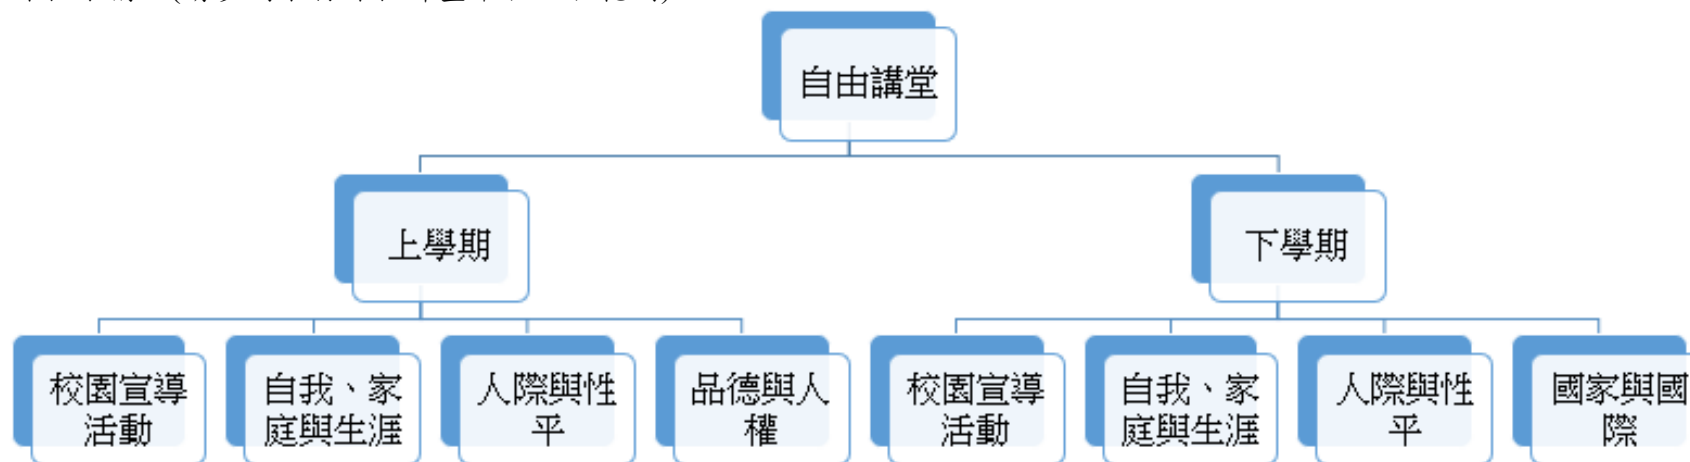 自由講堂
上學期
下學期
校園宣導
活動
自我、家
庭與生涯
人際與性
平
品德與人
權
校園宣導
活動
自我、家
庭與生涯
人際與性
平
國家與國
際